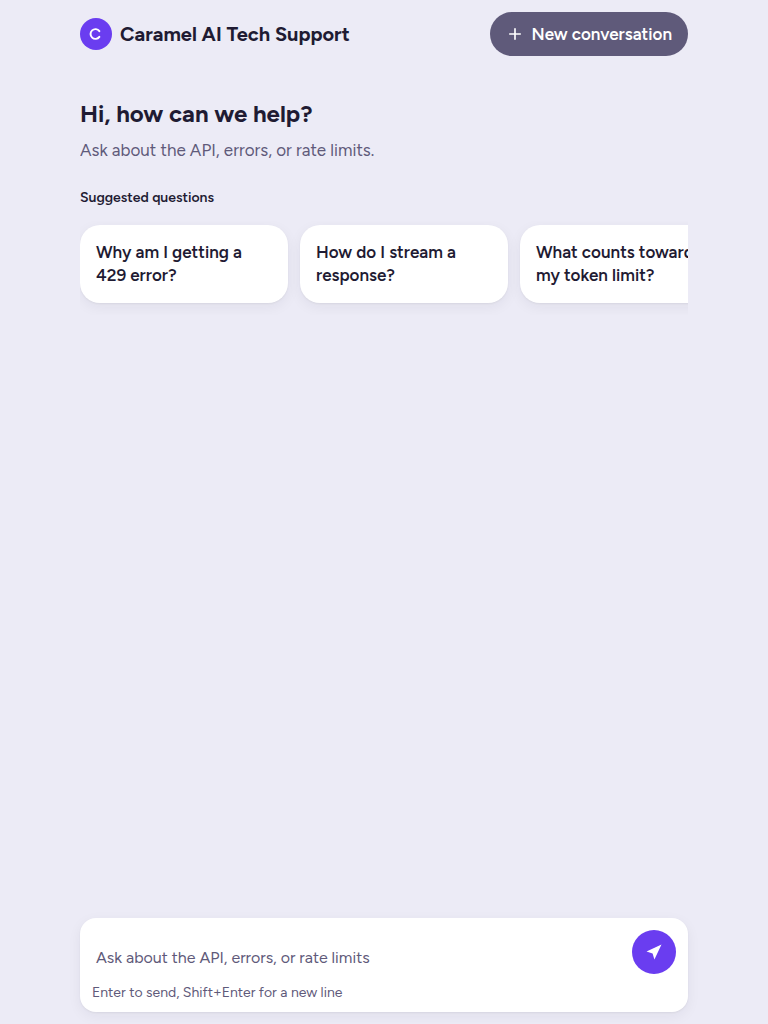 C Caramel AI Tech Support
+ New conversation
Hi, how can we help?
Ask about the API, errors, or rate limits.
Suggested questions
Why am I getting a
429 error?
How do I stream a
response?
What counts toward
my token limit?
Ask about the API, errors, or rate limits
Enter to send, Shift+Enter for a new line